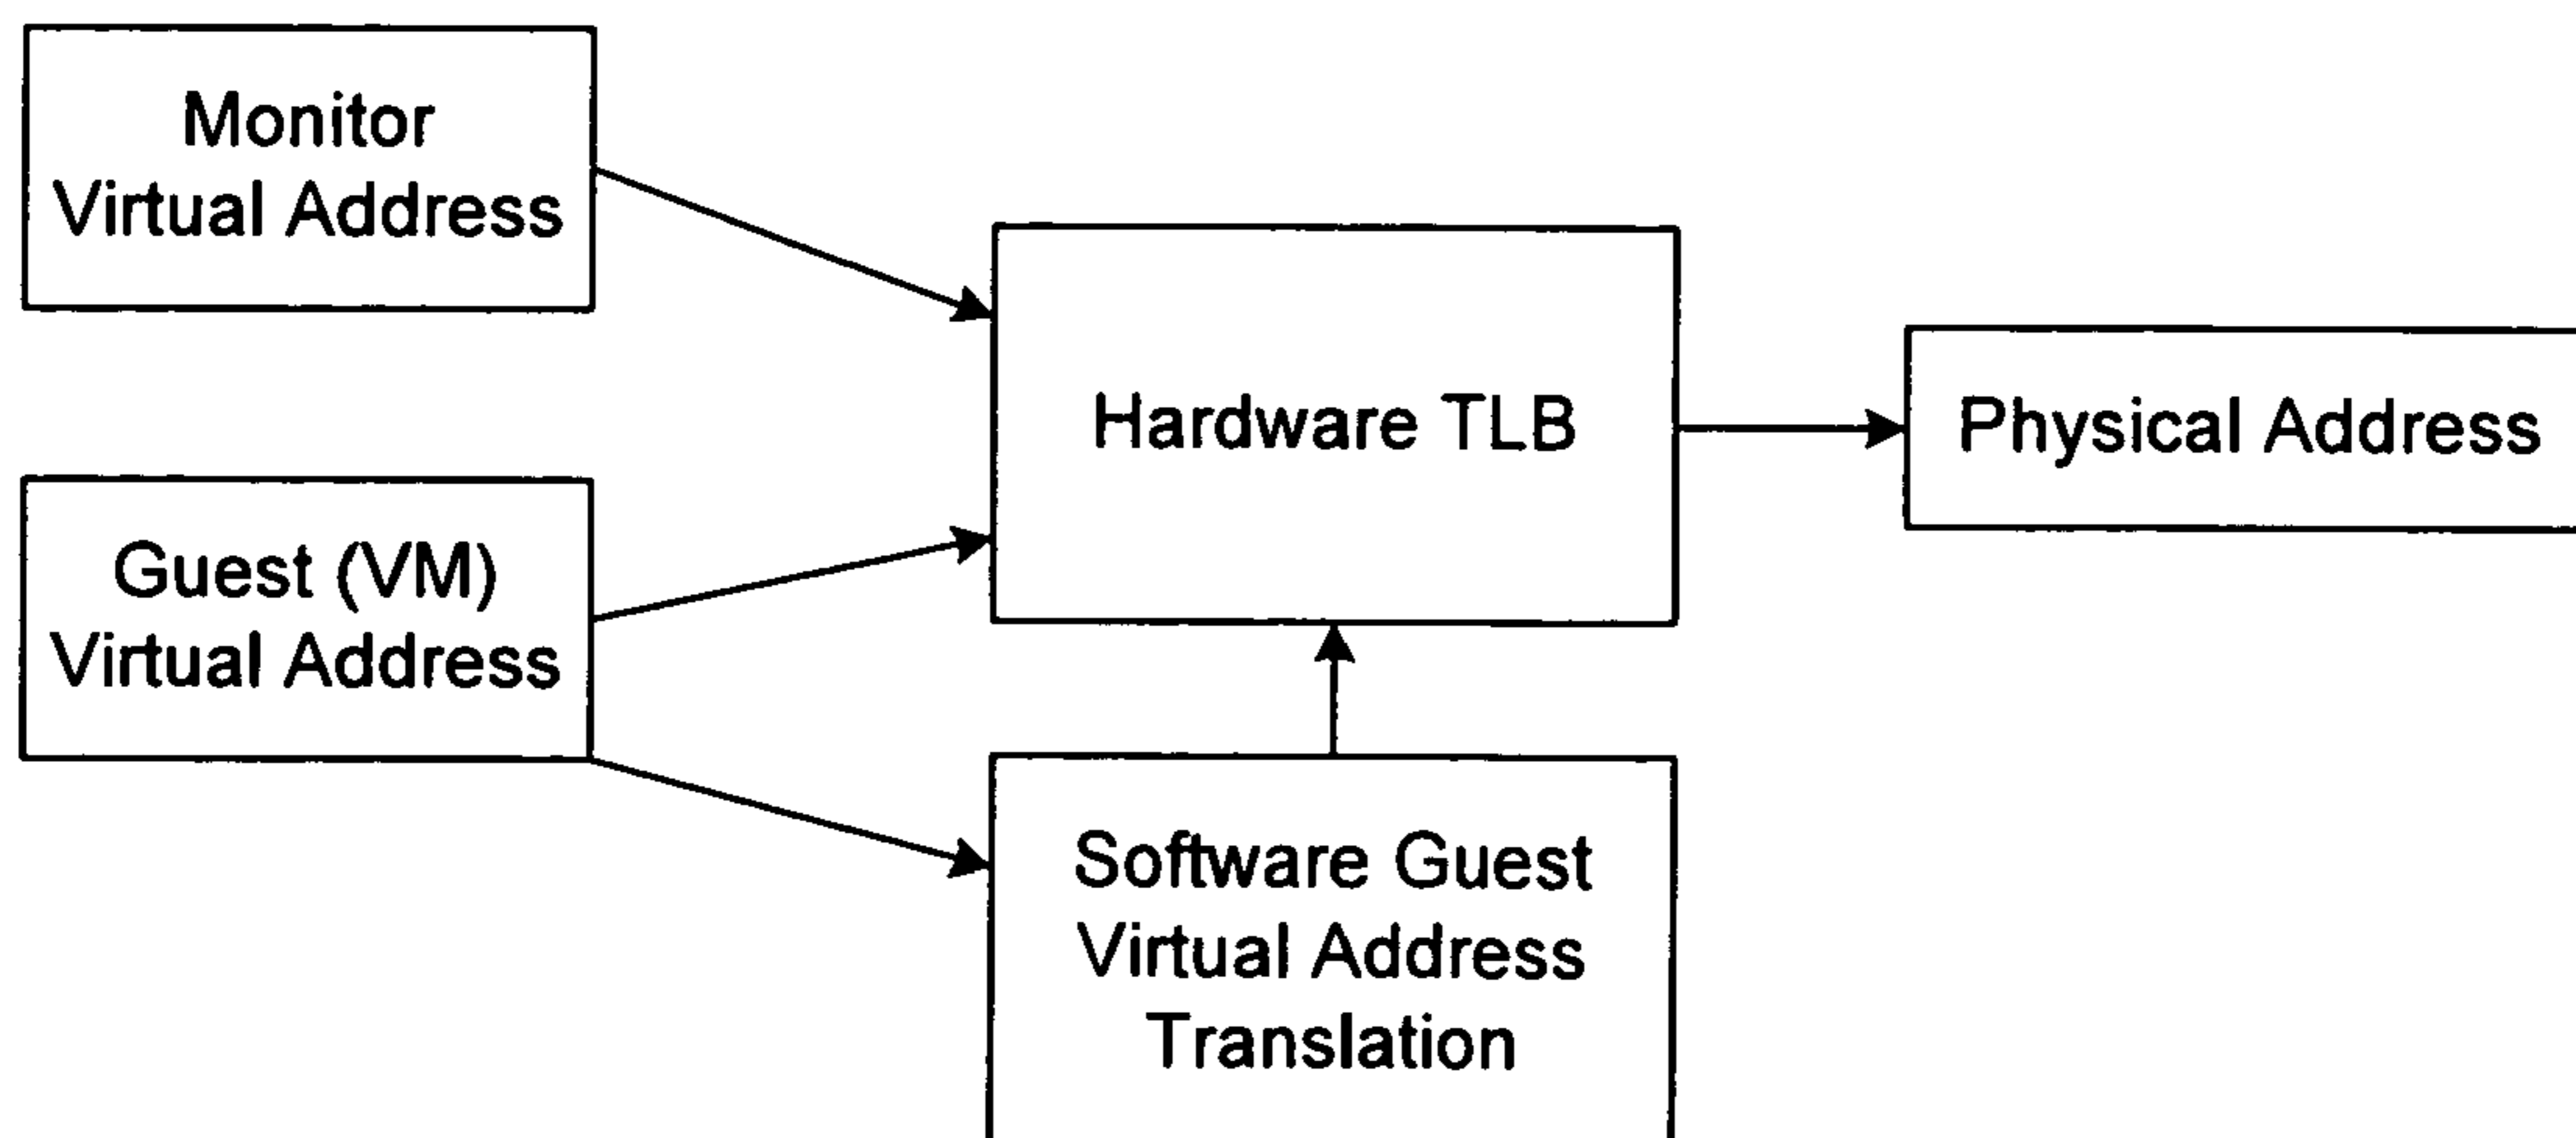 Monitor
Virtual Address
Hardware TLB
Physical Address
Guest (VM)
Virtual Address
Software Guest
Virtual Address
Translation